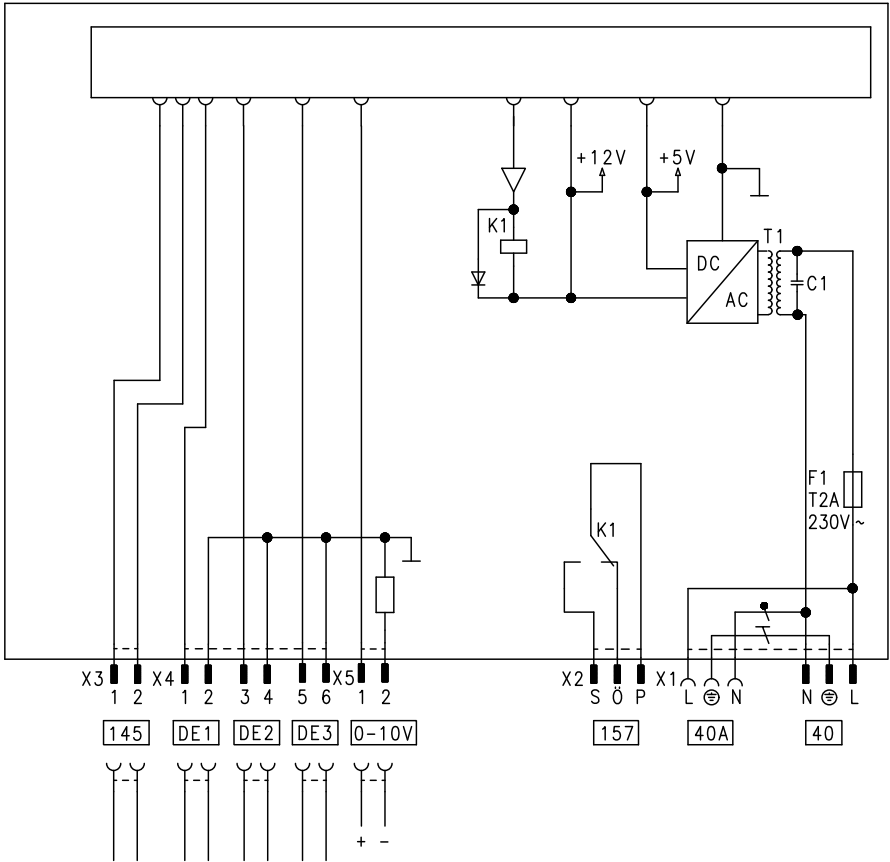 +12V +5V
K1 T1
DC
AC C1
F1
T2A
230V ~
K1
X3 X4 X5 X2 X1
1 2 1 2 3 4 5 6 1 2 S Ö P L N N L
145 DE1 DE2 DE3 0-10V 157 40A 40
+ -